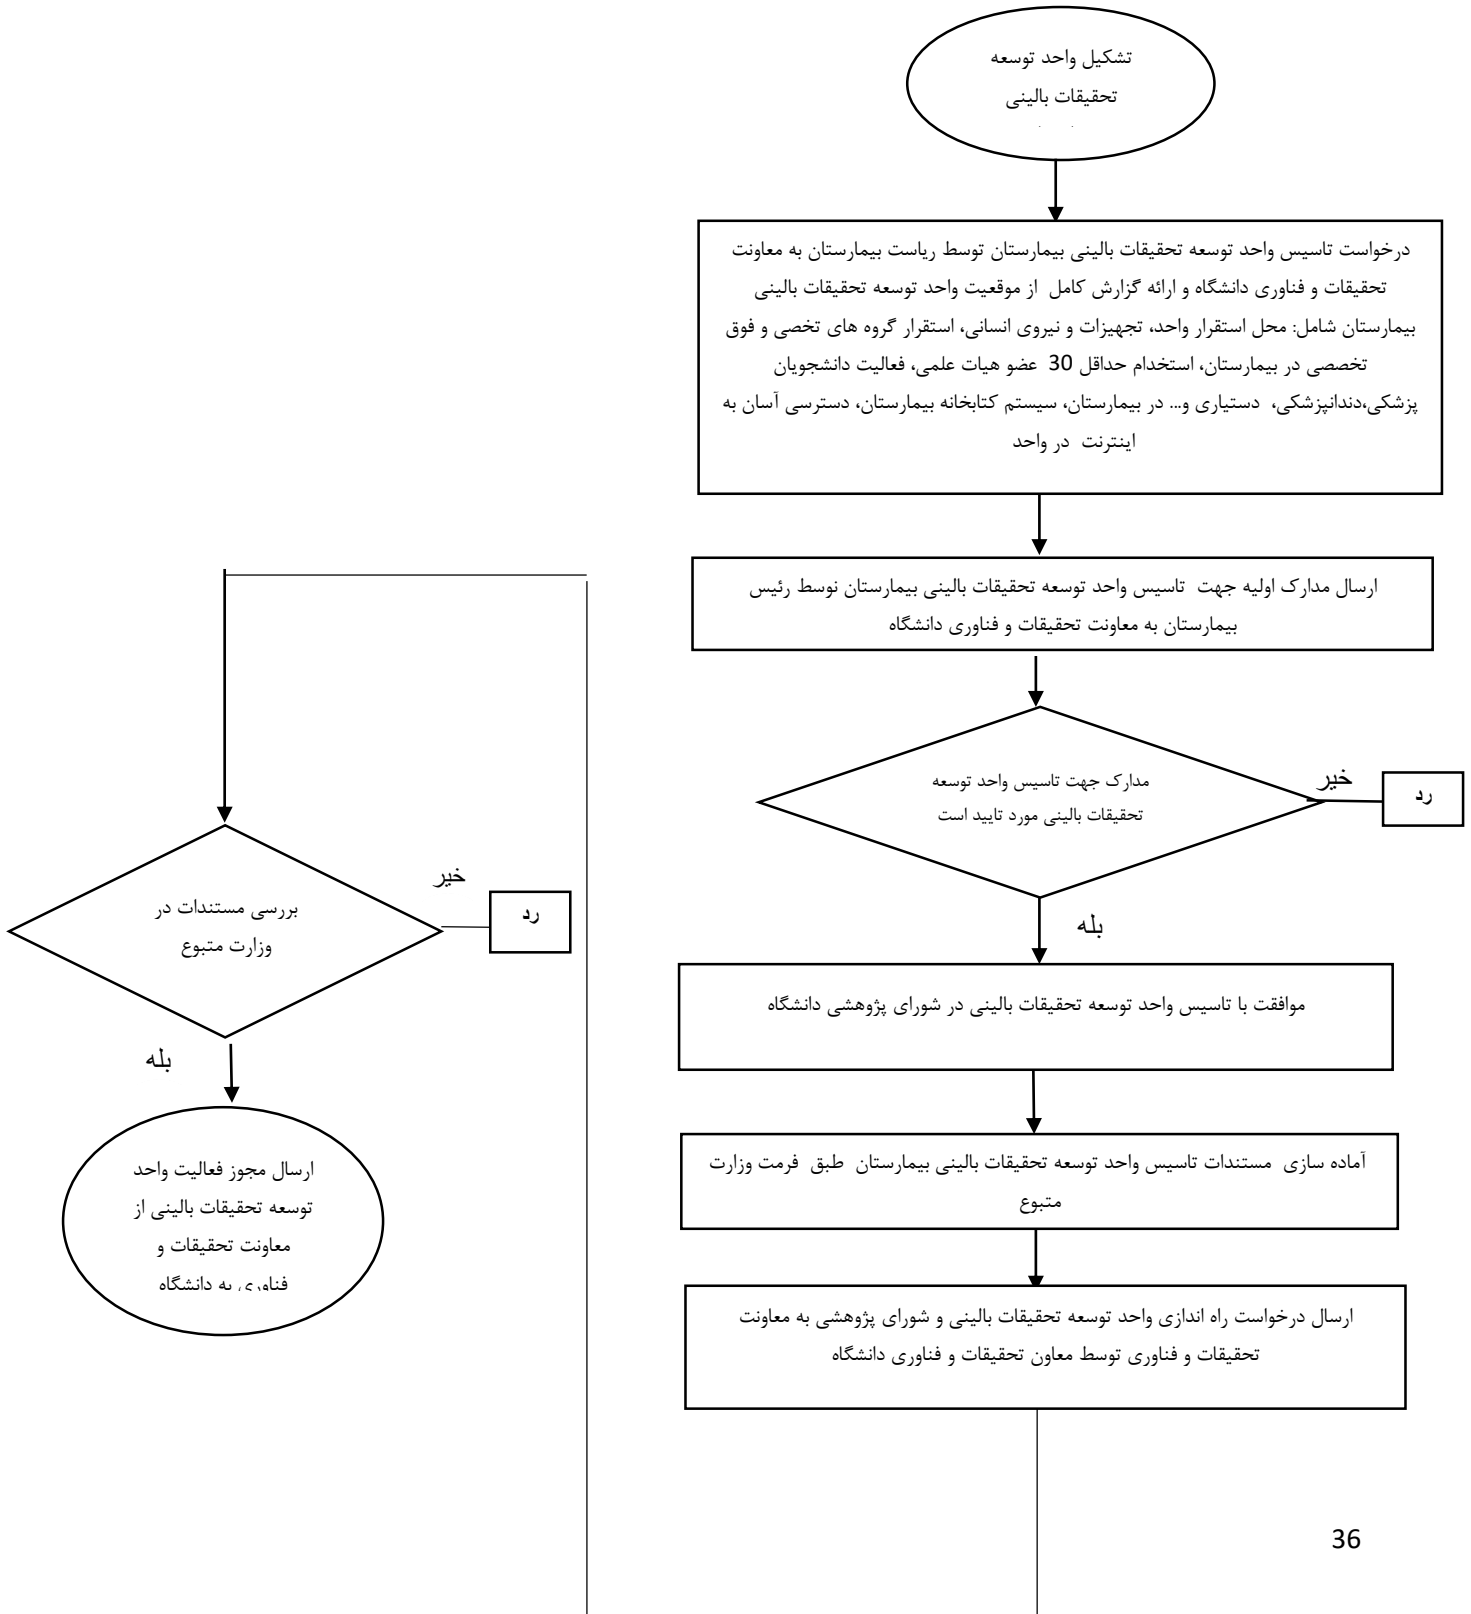 تشکیل واحد توسعه
تحقیقات بالینی
درخواست تاسیس واحد توسعه تحقیقات بالینی بیمارستان توسط ریاست بیمارستان به معاونت
تحقیقات و فناوری دانشگاه و ارائه گزارش کامل از موقعیت واحد توسعه تحقیقات بالینی
بیمارستان شامل: محل استقرار واحد، تجهیزات و نیروی انسانی، استقرار گروه های تخصی و فوق
تخصصی در بیمارستان، استخدام حداقل 30 عضو هیات علمی، فعالیت دانشجویان
پزشکی،دندانپزشکی، دستیاری و... در بیمارستان، سیستم کتابخانه بیمارستان، دسترسی آسان به
اینترنت در واحد
ارسال مدارک اولیه جهت تاسیس واحد توسعه تحقیقات بالینی بیمارستان نوسط رئیس
بیمارستان به معاونت تحقیقات و فناوری دانشگاه
مدارک جهت تاسیس واحد توسعه
تحقیقات بالینی مورد تایید است
خیر
رد
بله
موافقت با تاسیس واحد توسعه تحقیقات بالینی در شورای پژوهشی دانشگاه
آماده سازی مستندات تاسیس واحد توسعه تحقیقات بالینی بیمارستان طبق فرمت وزارت
متبوع
ارسال درخواست راه اندازی واحد توسعه تحقیقات بالینی و شورای پژوهشی به معاونت
تحقیقات و فناوری توسط معاون تحقیقات و فناوری دانشگاه
بررسی مستندات در
وزارت متبوع
خیر
رد
بله
ارسال مجوز فعالیت واحد
توسعه تحقیقات بالینی از
معاونت تحقیقات و
فناوری به دانشگاه
36